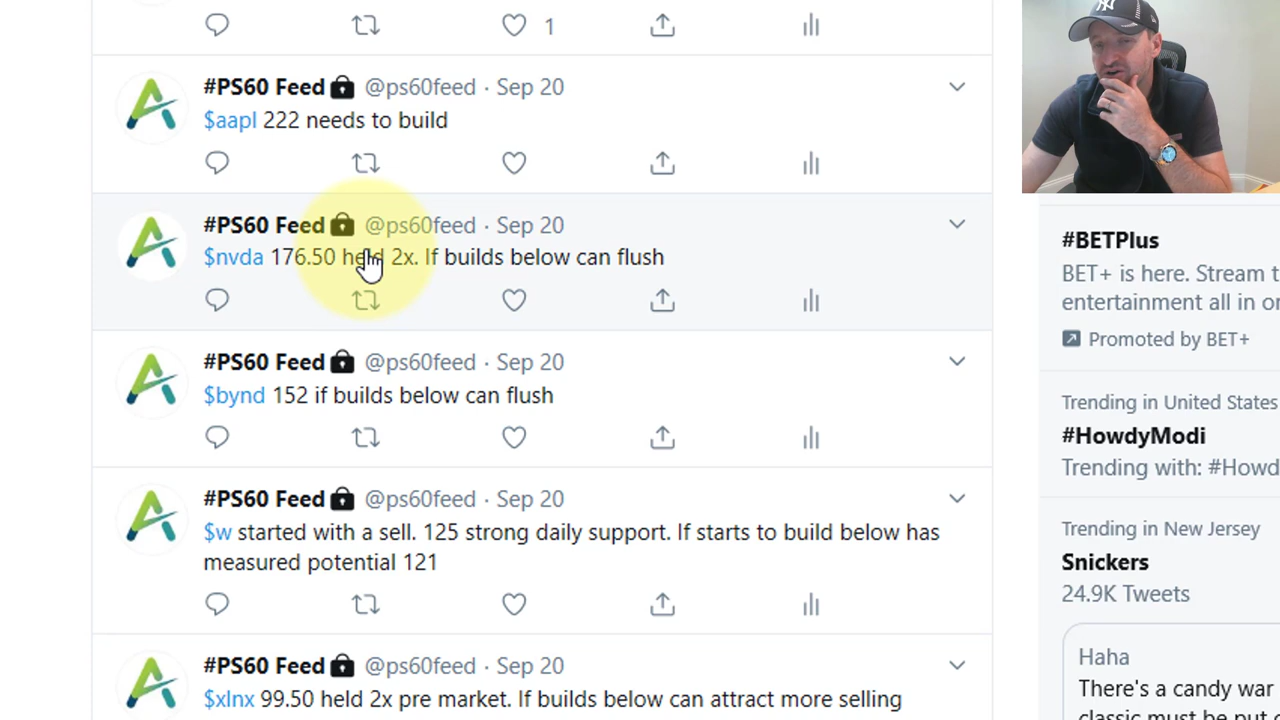 1
#PS60 Feed @ps60feed · Sep 20
$aapl 222 needs to build
#PS60 Feed @ps60feed · Sep 20
$nvda 176.50 held 2x. If builds below can flush
#PS60 Feed @ps60feed · Sep 20
$bynd 152 if builds below can flush
#PS60 Feed @ps60feed · Sep 20
$w started with a sell. 125 strong daily support. If starts to build below has
measured potential 121
#PS60 Feed @ps60feed · Sep 20
$xlnx 99.50 held 2x pre market. If builds below can attract more selling
#BETPlus
BET+ is here. Stream t
entertainment all in o
Promoted by BET+
Trending in United States
#HowdyModi
Trending with: #Howd
Trending in New Jersey
Snickers
24.9K Tweets
Haha
There's a candy war
classic must be put